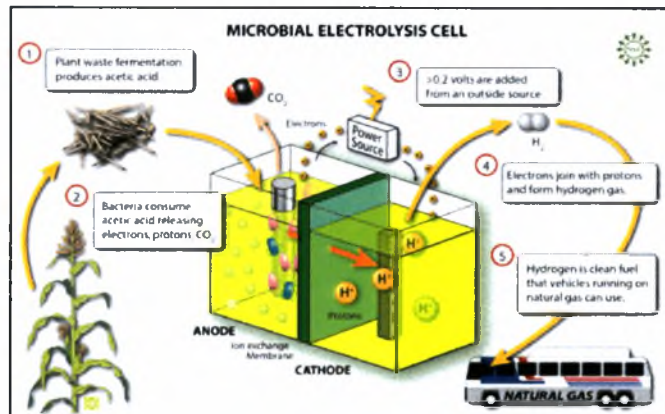 MICROBIAL ELECTROLYSIS CELL
1
Plant waste fermentation
produces acetic acid.
CO2
Electrons
Power
Source
3
>0.2 volts are added
from an outside source
H2
2
Bacteria consume
acetic acid releasing
electrons, protons CO2
4
Electrons join with protons
and form hydrogen gas.
H+
H+
H+
H+
Protons
5
Hydrogen is clean fuel
that vehicles running on
natural gas can use.
ANODE
Ion exchange
Membrane
CATHODE
NATURAL GAS